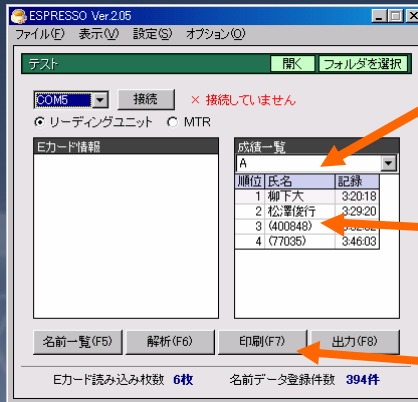 ESPRESSO Ver.2.05
ファイル(F) 表示(V) 設定(S) オプション(O)
テスト 開く フォルダを選択
COM5 接続 × 接続していません
リーディングユニット MTR
Eカード情報 成績一覧
A
順位 氏名 記録
1 柳下大 3:20:18
2 松澤俊行 3:29:20
3 (400848)
4 (77035) 3:46:03
名前一覧(F5) 解析(F6) 印刷(F7) 出力(F8)
Eカード読み込み枚数 6枚 名前データ登録件数 394件